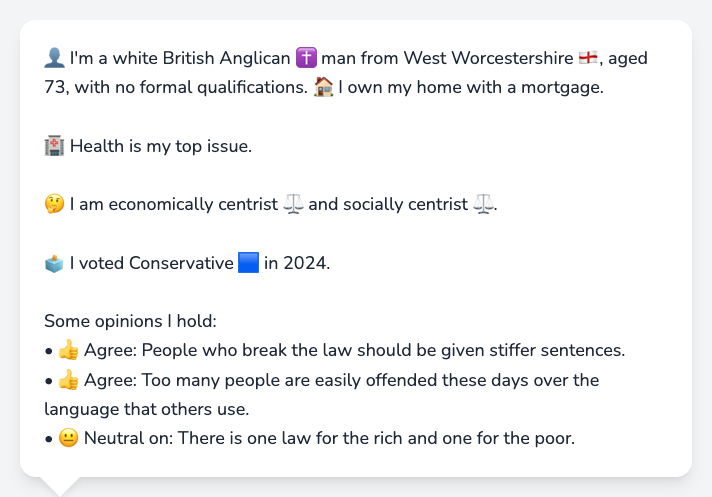 👤 I'm a white British Anglican ✝️ man from West Worcestershire 🏴󠁧󠁢󠁥󠁮󠁧󠁿, aged
73, with no formal qualifications. 🏠 I own my home with a mortgage.
🏥 Health is my top issue.
🤔 I am economically centrist ⚖️ and socially centrist ⚖️.
🗳️ I voted Conservative 🟦 in 2024.
Some opinions I hold:
• 👍 Agree: People who break the law should be given stiffer sentences.
• 👍 Agree: Too many people are easily offended these days over the
language that others use.
• 😐 Neutral on: There is one law for the rich and one for the poor.